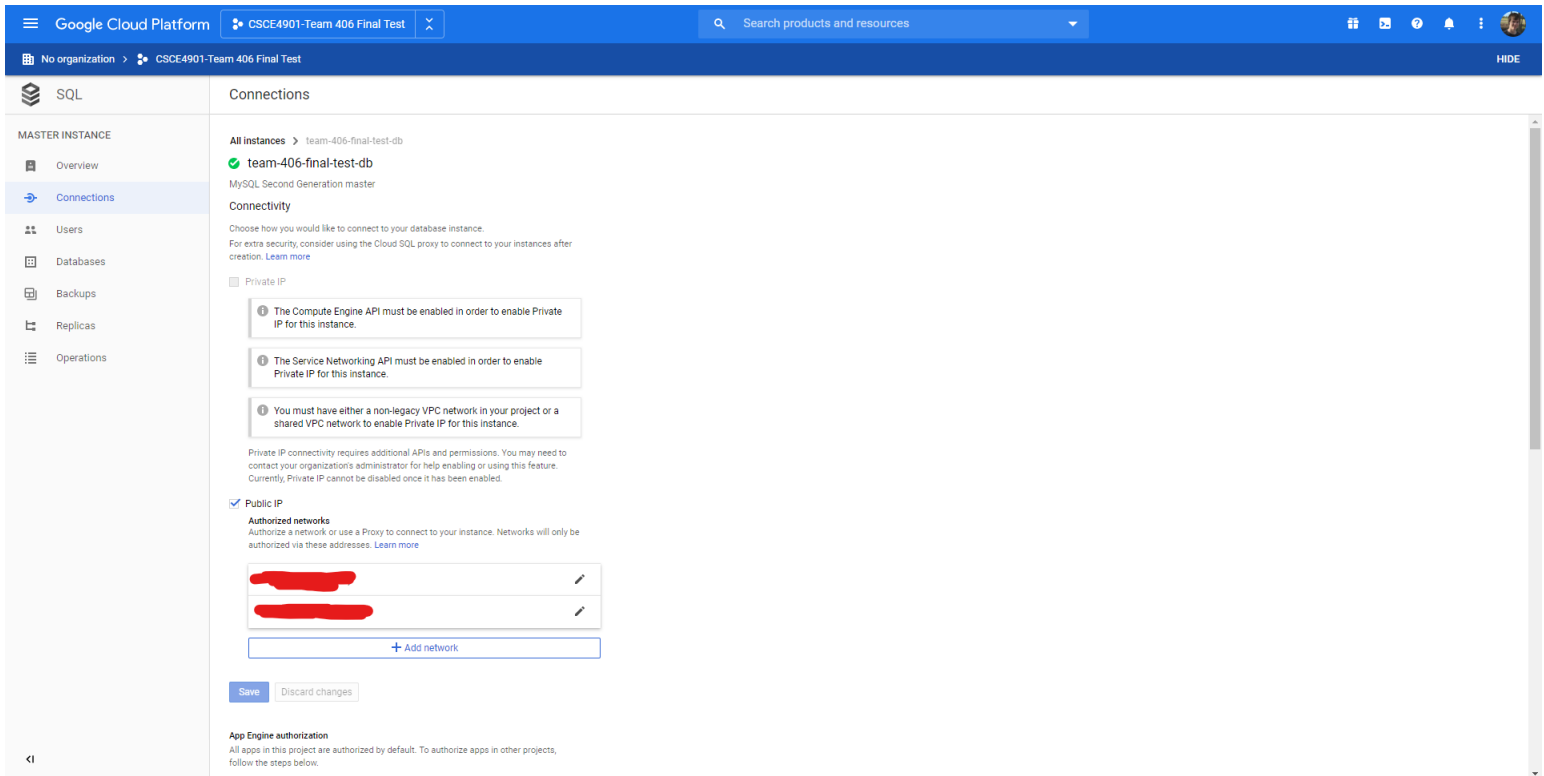 Google Cloud Platform
CSCE4901-Team 406 Final Test
Search products and resources
No organization
CSCE4901-Team 406 Final Test
HIDE
SQL
Connections
MASTER INSTANCE
Overview
Connections
Users
Databases
Backups
Replicas
Operations
All instances
team-406-final-test-db
team-406-final-test-db
MySQL Second Generation master
Connectivity
Choose how you would like to connect to your database instance.
For extra security, consider using the Cloud SQL proxy to connect to your instances after
creation. Learn more
Private IP
The Compute Engine API must be enabled in order to enable Private
IP for this instance.
The Service Networking API must be enabled in order to enable
Private IP for this instance.
You must have either a non-legacy VPC network in your project or a
shared VPC network to enable Private IP for this instance.
Private IP connectivity requires additional APIs and permissions. You may need to
contact your organization's administrator for help enabling or using this feature.
Currently, Private IP cannot be disabled once it has been enabled.
Public IP
Authorized networks
Authorize a network or use a Proxy to connect to your instance. Networks will only be
authorized via these addresses. Learn more
+ Add network
Save
Discard changes
App Engine authorization
All apps in this project are authorized by default. To authorize apps in other projects,
follow the steps below.